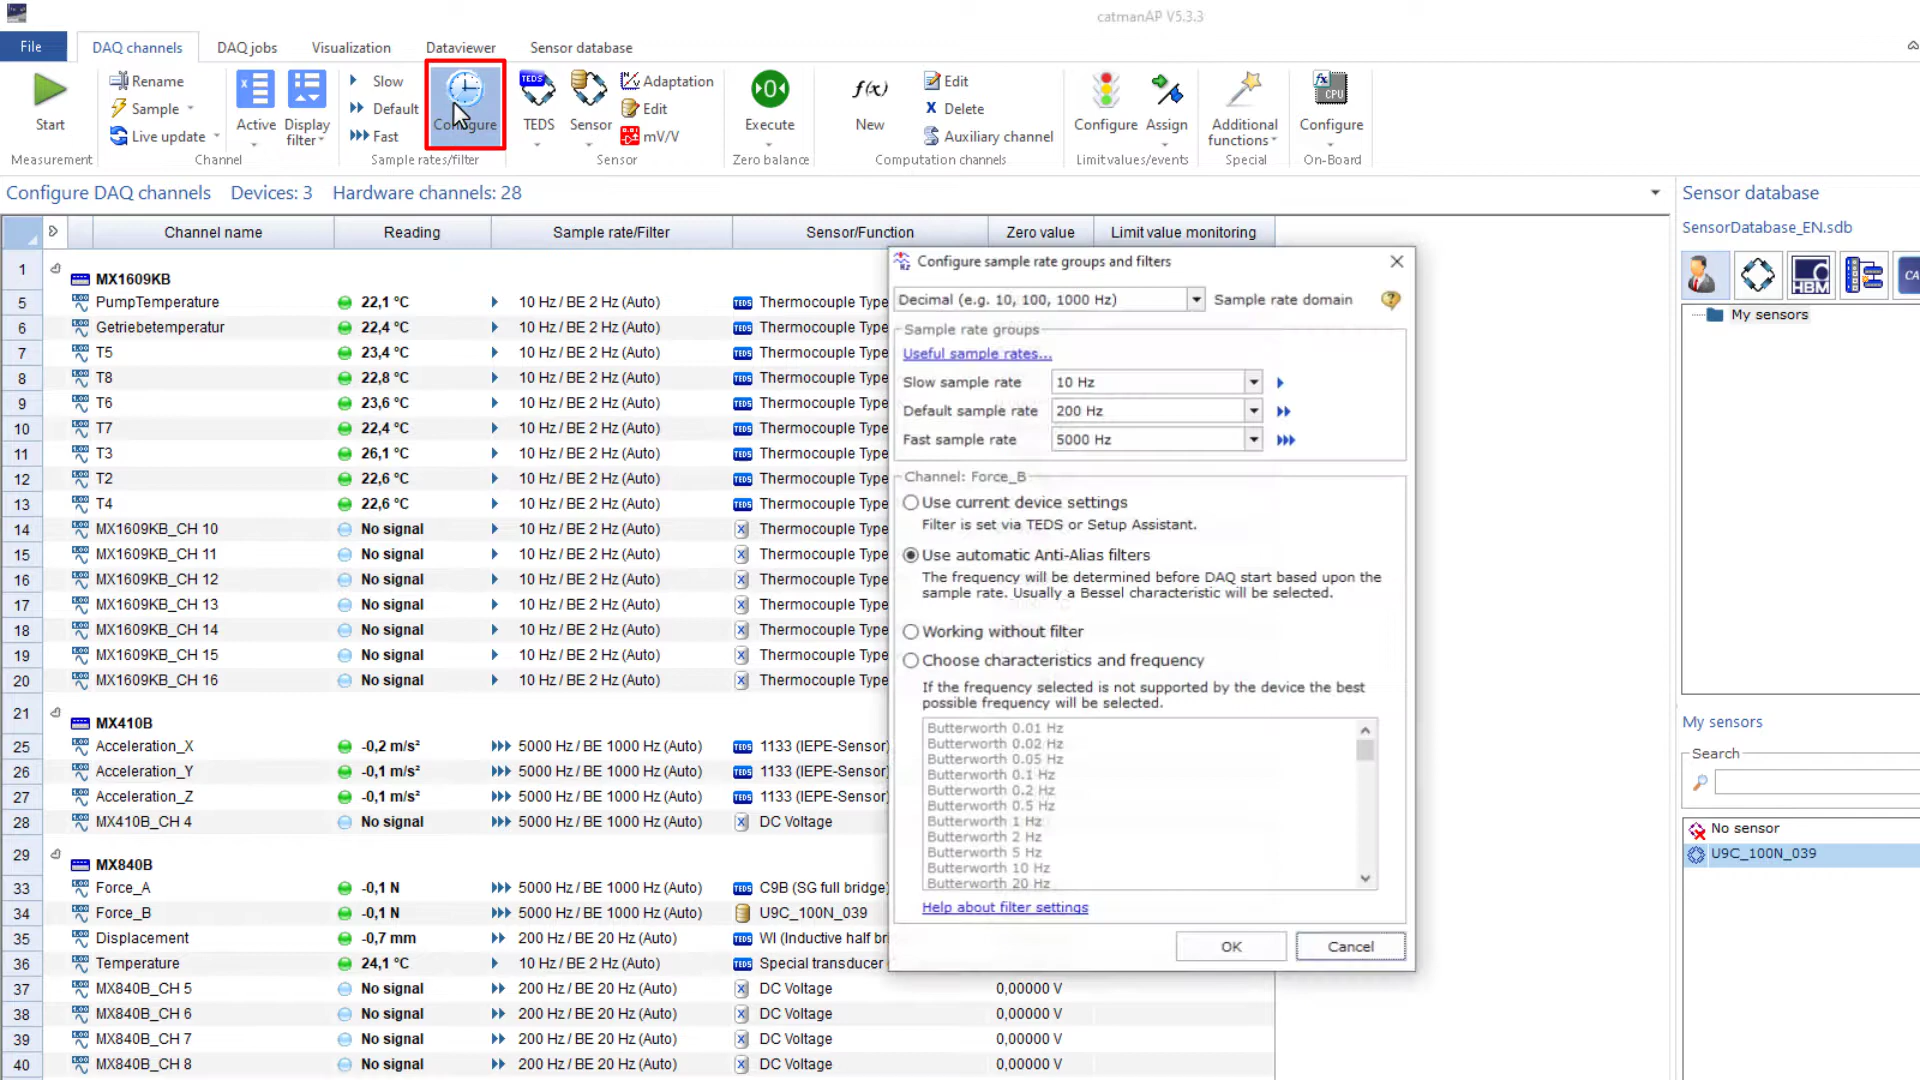 catmanAP V5.3.3
File DAQ channels DAQ jobs Visualization Dataviewer Sensor database
Start
Measurement
Rename
Sample
Live update
Channel
Active
Display filter
Slow
Default
Fast
Configure
Sample rates/filter
TEDS
TEDS
Sensor
Adaptation
Edit
mV/V
Sensor
Execute
Zero balance
f(x)
New
Edit
Delete
Auxiliary channel
Computation channels
Configure
Assign
Limit values/events
Additional functions
Special
Configure
On-Board
Configure DAQ channels Devices: 3 Hardware channels: 28
Channel name Reading Sample rate/Filter Sensor/Function Zero value Limit value monitoring
1 MX1609KB
5 PumpTemperature 22,1 °C 10 Hz / BE 2 Hz (Auto) TEDS Thermocouple Type
6 Getriebetemperatur 22,4 °C 10 Hz / BE 2 Hz (Auto) TEDS Thermocouple Type
7 T5 23,4 °C 10 Hz / BE 2 Hz (Auto) TEDS Thermocouple Type
8 T8 22,8 °C 10 Hz / BE 2 Hz (Auto) TEDS Thermocouple Type
9 T6 23,6 °C 10 Hz / BE 2 Hz (Auto) TEDS Thermocouple Type
10 T7 22,4 °C 10 Hz / BE 2 Hz (Auto) TEDS Thermocouple Type
11 T3 26,1 °C 10 Hz / BE 2 Hz (Auto) TEDS Thermocouple Type
12 T2 22,6 °C 10 Hz / BE 2 Hz (Auto) TEDS Thermocouple Type
13 T4 22,6 °C 10 Hz / BE 2 Hz (Auto) TEDS Thermocouple Type
14 MX1609KB_CH 10 No signal 10 Hz / BE 2 Hz (Auto) Thermocouple Type
15 MX1609KB_CH 11 No signal 10 Hz / BE 2 Hz (Auto) Thermocouple Type
16 MX1609KB_CH 12 No signal 10 Hz / BE 2 Hz (Auto) Thermocouple Type
17 MX1609KB_CH 13 No signal 10 Hz / BE 2 Hz (Auto) Thermocouple Type
18 MX1609KB_CH 14 No signal 10 Hz / BE 2 Hz (Auto) Thermocouple Type
19 MX1609KB_CH 15 No signal 10 Hz / BE 2 Hz (Auto) Thermocouple Type
20 MX1609KB_CH 16 No signal 10 Hz / BE 2 Hz (Auto) Thermocouple Type
21 MX410B
25 Acceleration_X -0,2 m/s² 5000 Hz / BE 1000 Hz (Auto) TEDS 1133 (IEPE-Sensor)
26 Acceleration_Y -0,1 m/s² 5000 Hz / BE 1000 Hz (Auto) TEDS 1133 (IEPE-Sensor)
27 Acceleration_Z -0,1 m/s² 5000 Hz / BE 1000 Hz (Auto) TEDS 1133 (IEPE-Sensor)
28 MX410B_CH 4 No signal 5000 Hz / BE 1000 Hz (Auto) DC Voltage
29 MX840B
33 Force_A -0,1 N 5000 Hz / BE 1000 Hz (Auto) TEDS C9B (SG full bridge)
34 Force_B -0,1 N 5000 Hz / BE 1000 Hz (Auto) U9C_100N_039
35 Displacement -0,7 mm 200 Hz / BE 20 Hz (Auto) TEDS WI (Inductive half bri
36 Temperature 24,1 °C 10 Hz / BE 2 Hz (Auto) TEDS Special transducer
37 MX840B_CH 5 No signal 200 Hz / BE 20 Hz (Auto) DC Voltage 0,00000 V
38 MX840B_CH 6 No signal 200 Hz / BE 20 Hz (Auto) DC Voltage 0,00000 V
39 MX840B_CH 7 No signal 200 Hz / BE 20 Hz (Auto) DC Voltage 0,00000 V
40 MX840B_CH 8 No signal 200 Hz / BE 20 Hz (Auto) DC Voltage 0,00000 V
Configure sample rate groups and filters
Decimal (e.g. 10, 100, 1000 Hz) Sample rate domain
Sample rate groups
Useful sample rates...
Slow sample rate 10 Hz
Default sample rate 200 Hz
Fast sample rate 5000 Hz
Channel: Force_B
Use current device settings
Filter is set via TEDS or Setup Assistant.
Use automatic Anti-Alias filters
The frequency will be determined before DAQ start based upon the
sample rate. Usually a Bessel characteristic will be selected.
Working without filter
Choose characteristics and frequency
If the frequency selected is not supported by the device the best
possible frequency will be selected.
Butterworth 0.01 Hz
Butterworth 0.02 Hz
Butterworth 0.05 Hz
Butterworth 0.1 Hz
Butterworth 0.2 Hz
Butterworth 0.5 Hz
Butterworth 1 Hz
Butterworth 2 Hz
Butterworth 5 Hz
Butterworth 10 Hz
Butterworth 20 Hz
Help about filter settings
OK Cancel
Sensor database
SensorDatabase_EN.sdb
HBM
CA
My sensors
My sensors
Search
No sensor
U9C_100N_039